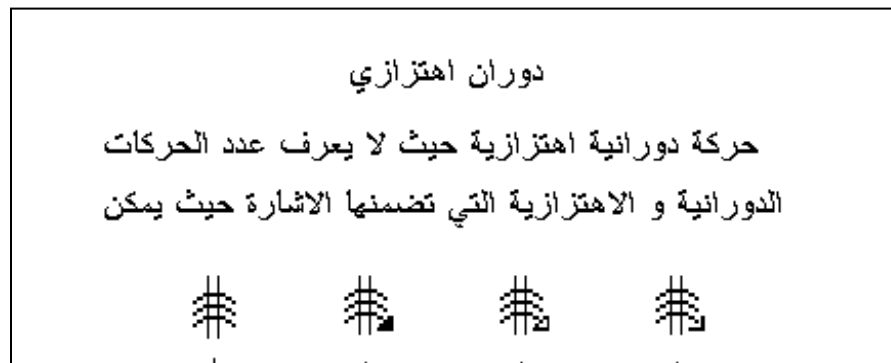 دوران اهتزازي
حركة دورانية اهتزازية حيث لا يعرف عدد الحركات
الدورانية و الاهتزازية التي تضمنها الاشارة حيث يمكن